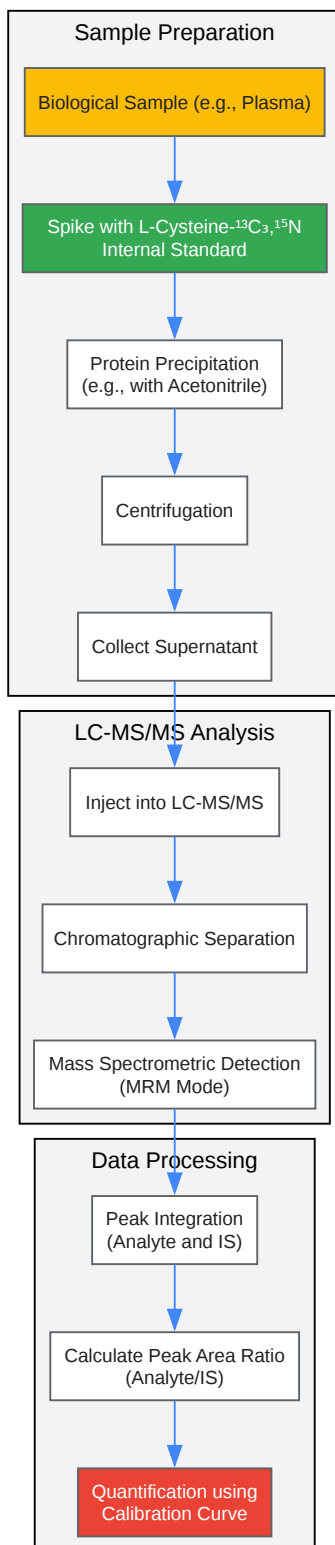 Sample Preparation
Biological Sample (e.g., Plasma)
Spike with L-Cysteine-¹³C₃,¹⁵N
Internal Standard
Protein Precipitation
(e.g., with Acetonitrile)
Centrifugation
Collect Supernatant
LC-MS/MS Analysis
Inject into LC-MS/MS
Chromatographic Separation
Mass Spectrometric Detection
(MRM Mode)
Data Processing
Peak Integration
(Analyte and IS)
Calculate Peak Area Ratio
(Analyte/IS)
Quantification using
Calibration Curve